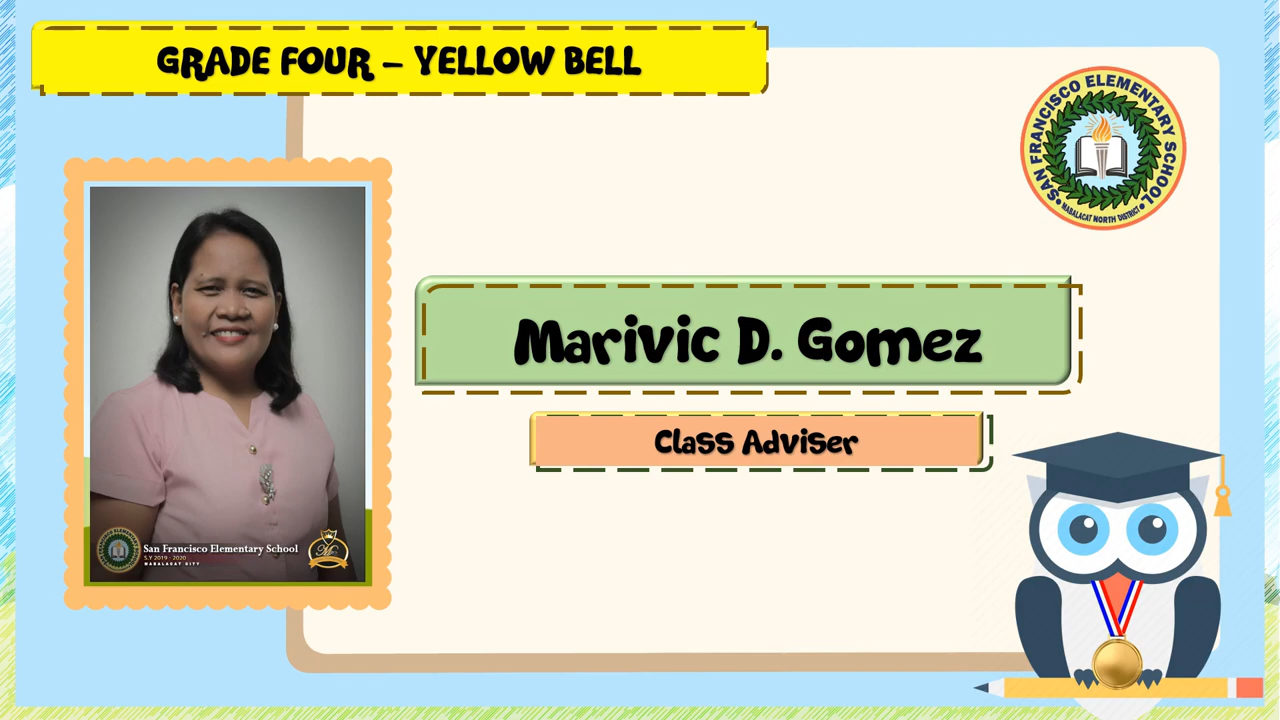 GRADE FOUR – YELLOW BELL
SAN FRANCISCO ELEMENTARY SCHOOL
MABALACAT NORTH DISTRICT
Marivic D. Gomez
Class Adviser
San Francisco Elementary School
S.Y 2019 - 2020
MABALACAT CITY